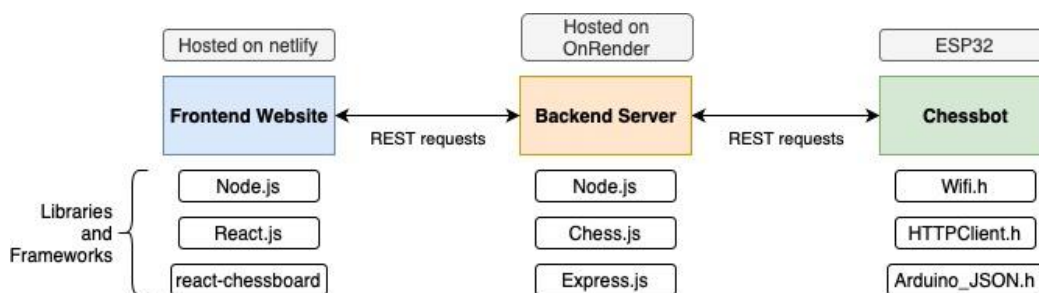 Hosted on netlify
Hosted on
OnRender
ESP32
Frontend Website
REST requests
Backend Server
REST requests
Chessbot
Libraries
and
Frameworks
Node.js
React.js
react-chessboard
Node.js
Chess.js
Express.js
Wifi.h
HTTPClient.h
Arduino_JSON.h